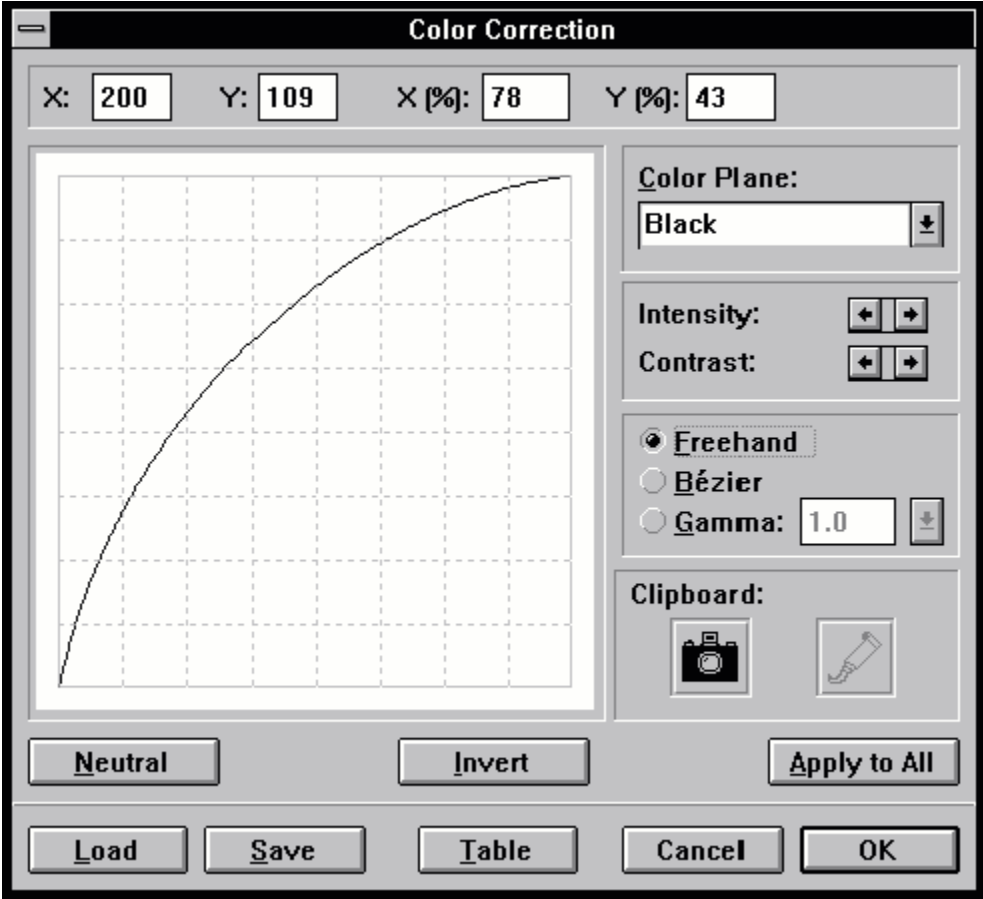 Color Correction
X: 200 Y: 109 X (%): 78 Y (%): 43
Color Plane:
Black
Intensity:
Contrast:
Freehand
Bézier
Gamma: 1.0
Clipboard:
Neutral Invert Apply to All
Load Save Table Cancel OK